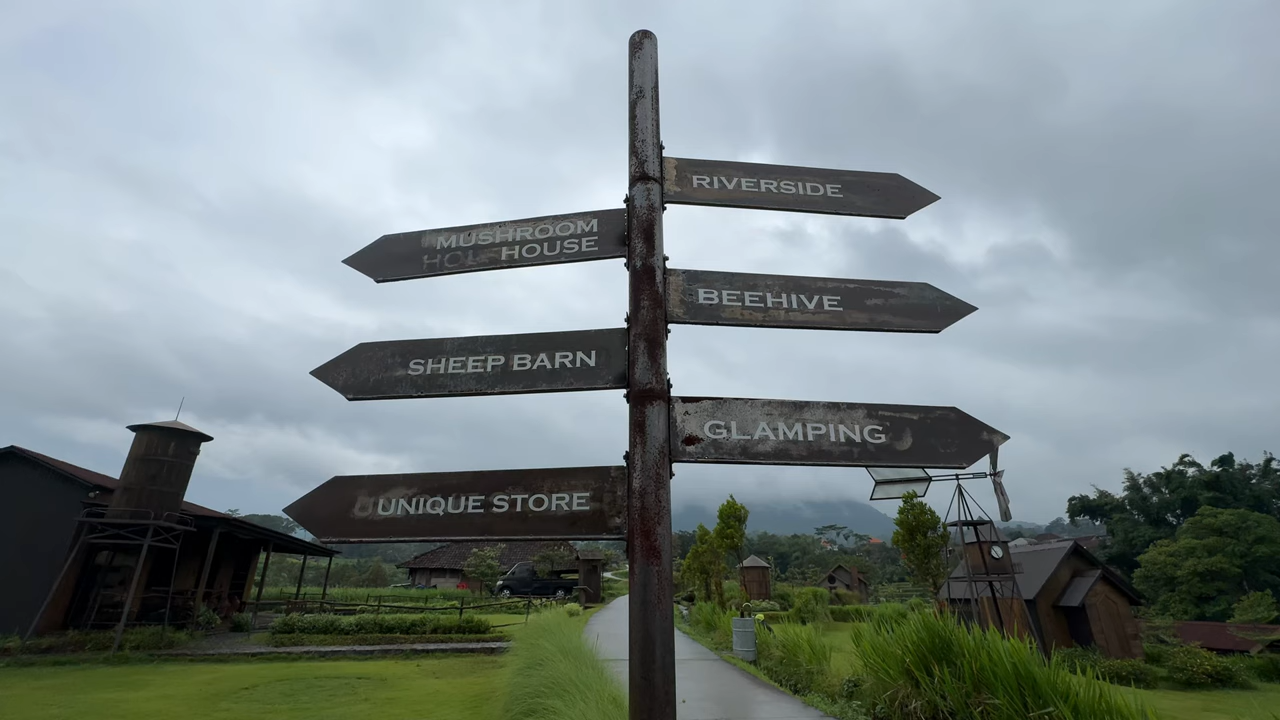 RIVERSIDE
MUSHROOM
HOUSE
BEEHIVE
SHEEP BARN
GLAMPING
UNIQUE STORE